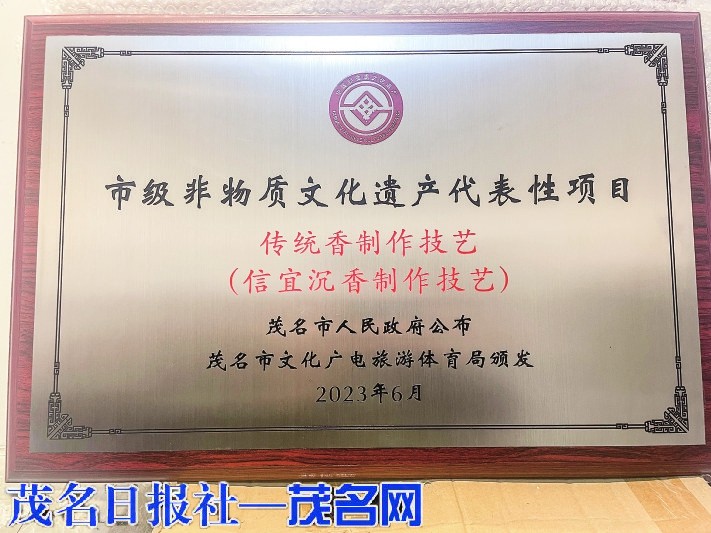 市级非物质文化遗产代表性项目
传统香制作技艺
(信宜沉香制作技艺)
茂名市人民政府公布
茂名市文化广电旅游体育局颁发
2023年6月
茂名日报社—茂名网